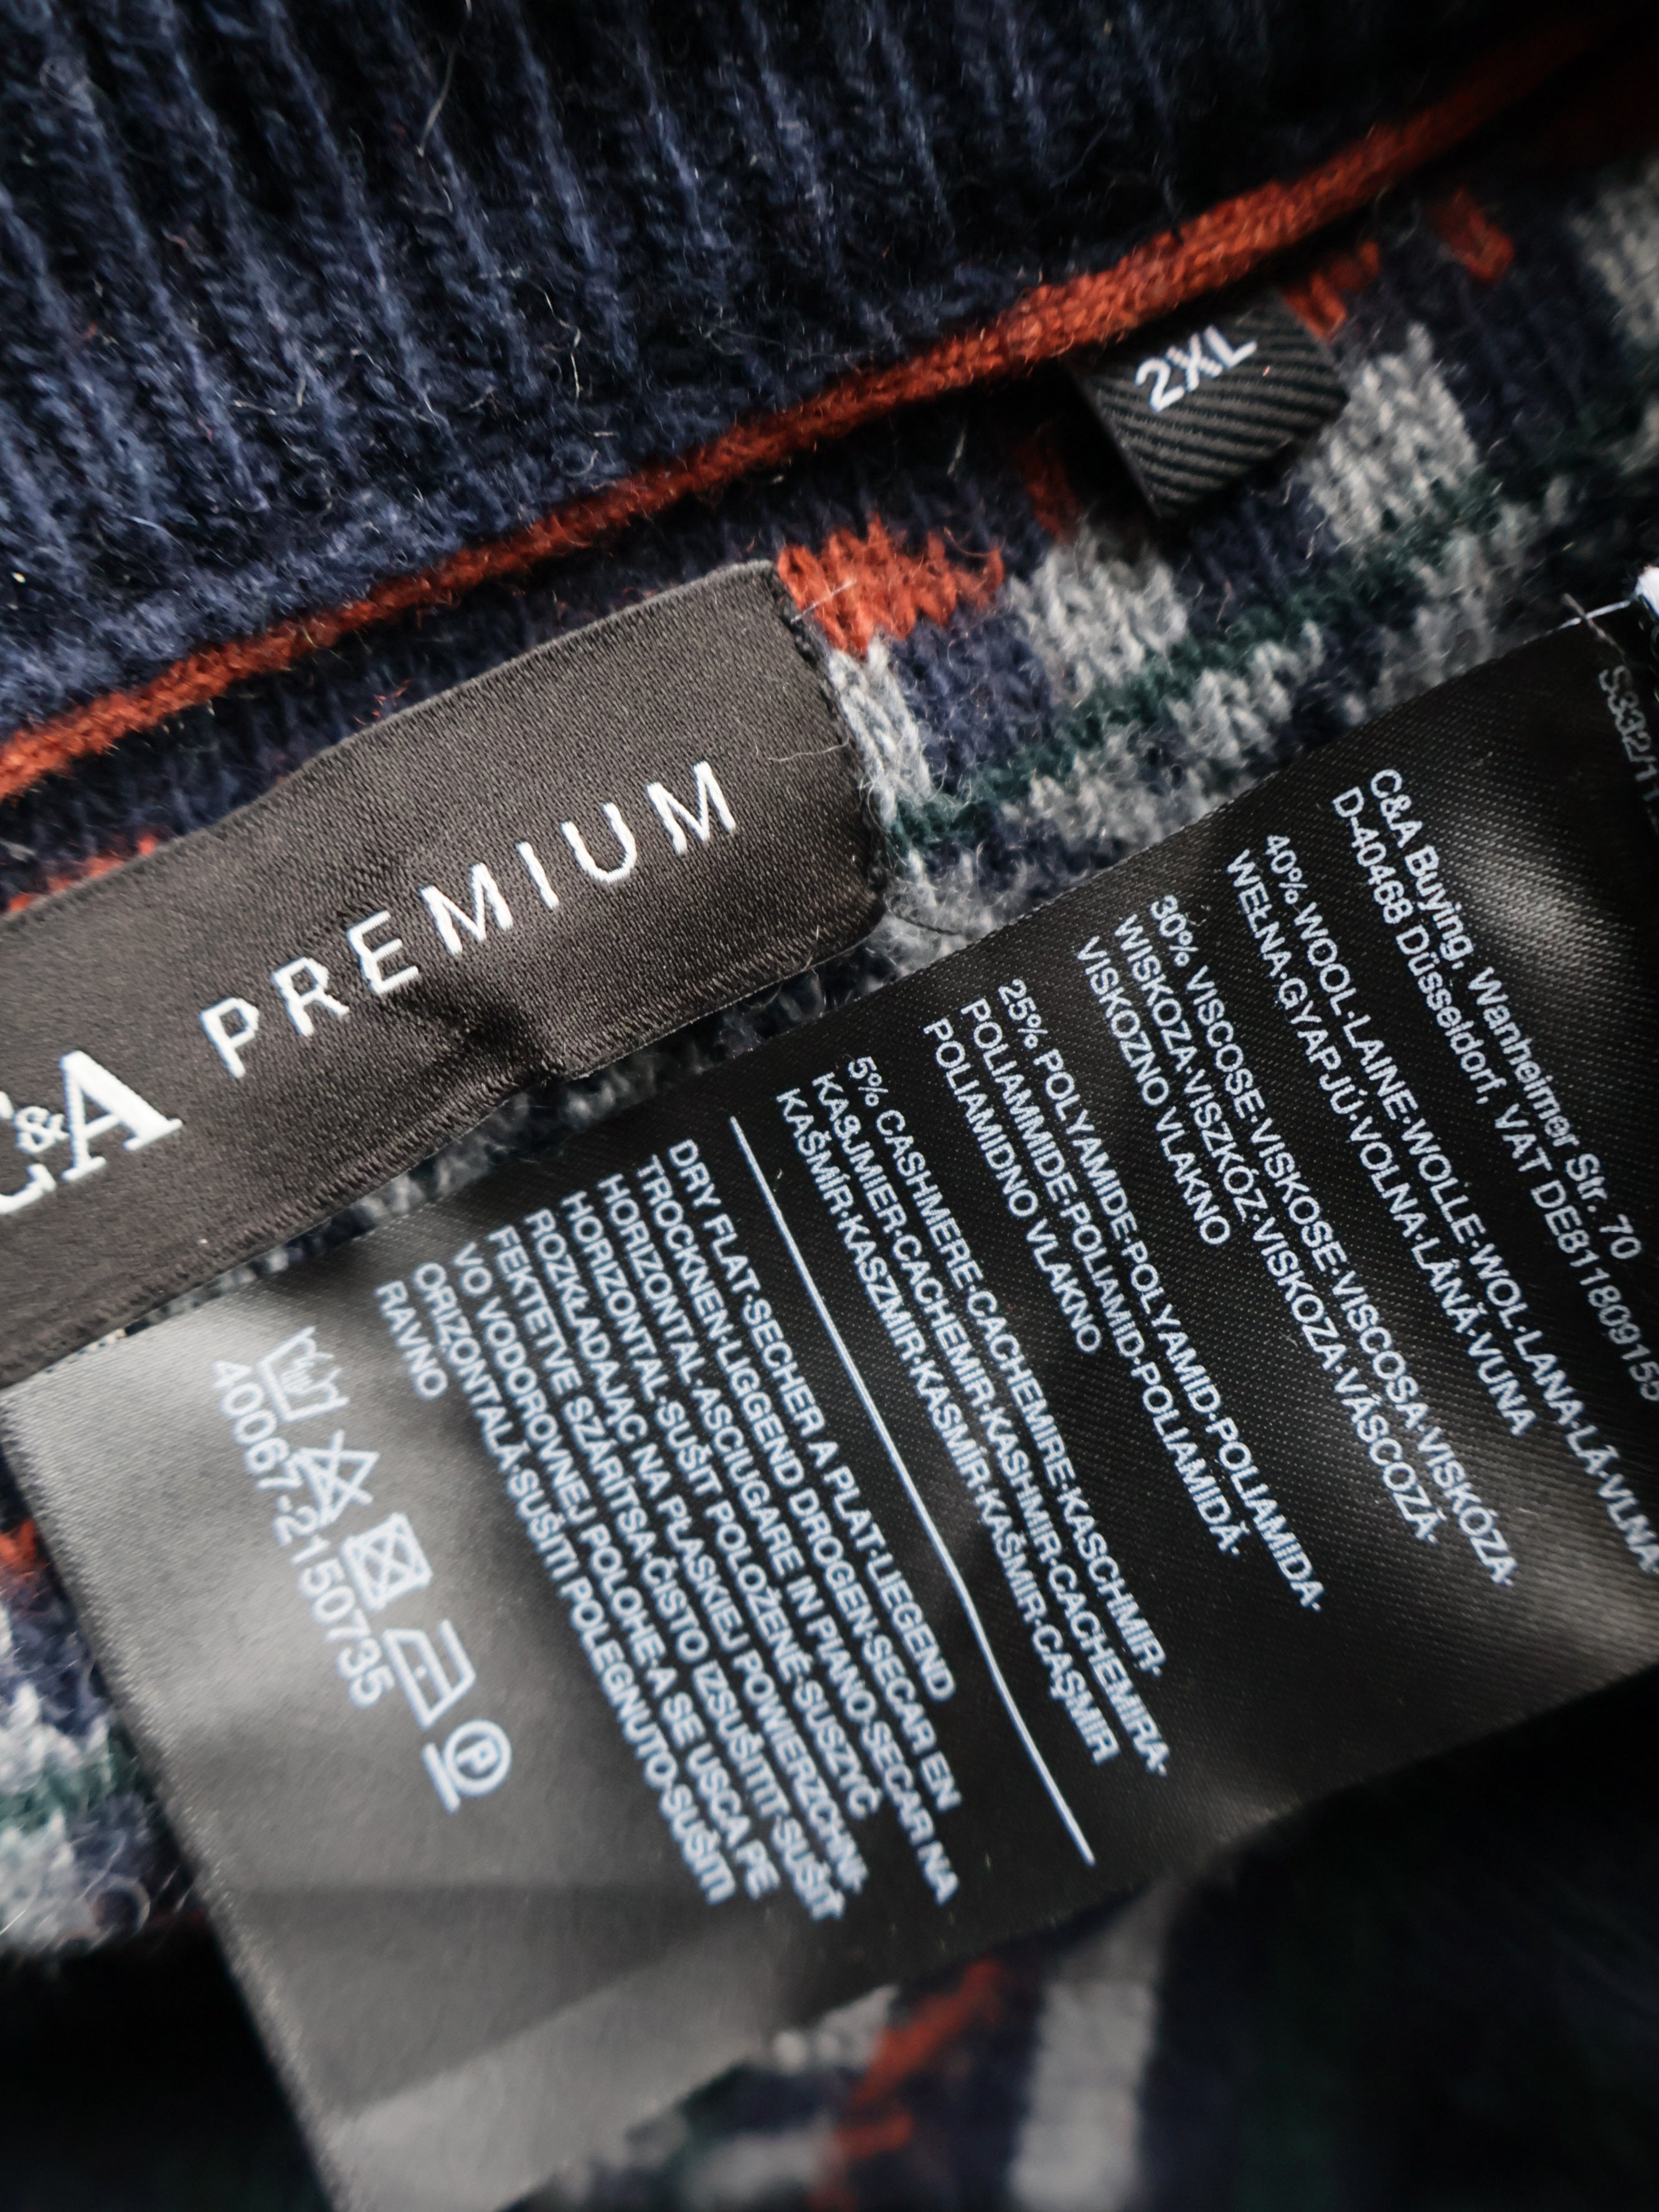 2XL
C&A PREMIUM
S332/1
C&A Buying, Wanheimer Str. 70
D-40468 Düsseldorf, VAT DE811809155
40% WOOL·LAINE·WOLLE·WOL·LANA·LÃ·VLNA·
WEŁNA·GYAPJÚ·VOLNA·LÂNĂ·VUNA
30% VISCOSE·VISKOSE·VISCOSA·VISKÓZA·
WISKOZA·VISZKÓZ·VISKOZA·VÂSCOZĂ·
VISKOZNO VLAKNO
25% POLYAMIDE·POLYAMID·POLIAMIDA·
POLIAMMIDE·POLIAMID·POLIAMIDĂ·
POLIAMIDNO VLAKNO
5% CASHMERE·CACHEMIRE·KASCHMIR·
KASJMIER·CACHEMIR·KASHMIR·CACHEMIRA·
KAŠMÍR·KASZMIR·KASMÍR·KAŠMIR·CAȘMIR
DRY FLAT·SECHER A PLAT·LIEGEND
TROCKNEN·LIGGEND DROGEN·SECAR EN
HORIZONTAL·ASCIUGARE IN PIANO·SECAR NA
HORIZONTAL·SUŠIT POLOŽENÉ·SUSZYĆ
ROZKŁADAJĄC NA PŁASKIEJ POWIERZCHNI·
FEKTETVE SZÁRÍTSA·ČISTO IZSUŠITI·SUŠIŤ
VO VODOROVNEJ POLOHE·A SE USCA PE
ORIZONTALĂ·SUŠITI POLEGNUTO·SUŠITI
RAVNO
P
40067-2150735